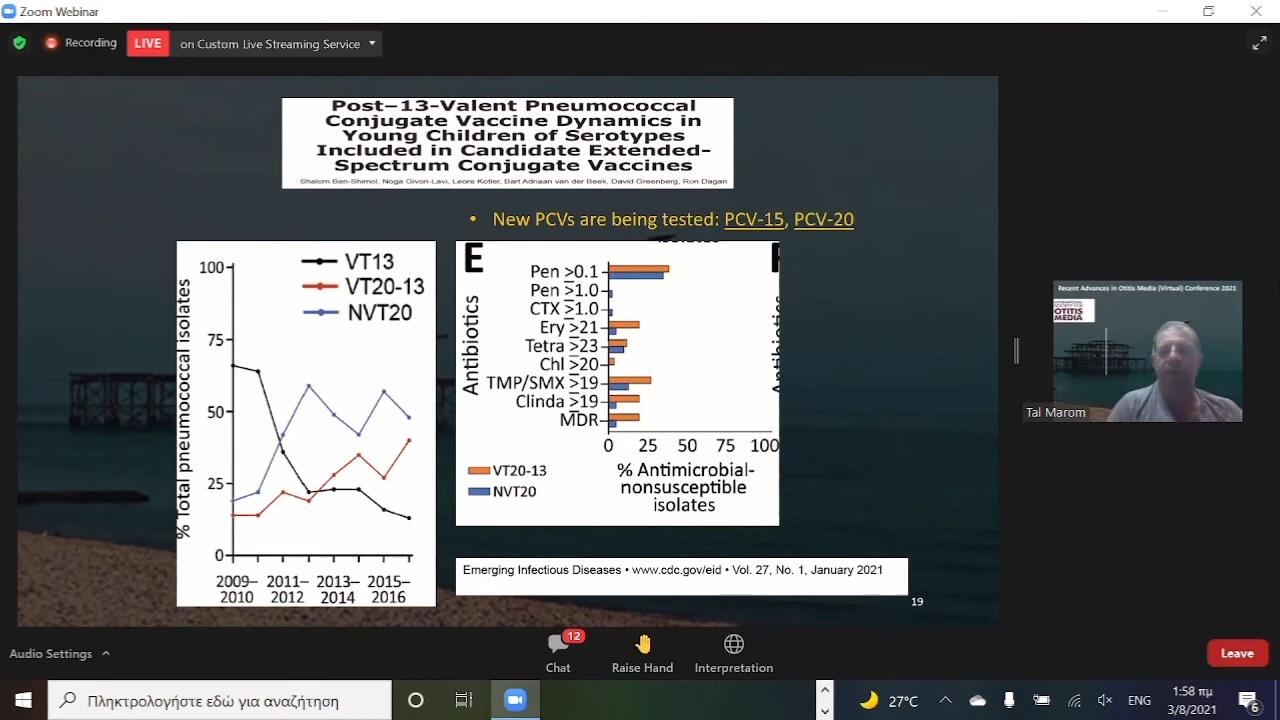 Zoom Webinar
Recording
LIVE
on Custom Live Streaming Service
Post–13-Valent Pneumococcal
Conjugate Vaccine Dynamics in
Young Children of Serotypes
Included in Candidate Extended-
Spectrum Conjugate Vaccines
Shalom Ben-Shimol, Noga Givon-Lavi, Leore Kotler, Bart Adriaan van der Beek, David Greenberg, Ron Dagan
• New PCVs are being tested: PCV-15, PCV-20
% Total pneumococcal isolates
VT13
VT20-13
NVT20
100
75
50
25
0
2009–
2010
2011–
2012
2013–
2014
2015–
2016
E
Antibiotics
Pen >0.1
Pen >1.0
CTX >1.0
Ery >21
Tetra >23
Chl >20
TMP/SMX >19
Clinda >19
MDR
0 25 50 75 100
VT20-13
NVT20
% Antimicrobial-
nonsusceptible
isolates
Emerging Infectious Diseases • www.cdc.gov/eid • Vol. 27, No. 1, January 2021
19
Recent Advances in Otitis Media (Virtual) Conference 2021
INTERNATIONAL
SOCIETY FOR
OTITIS
MEDIA
Tal Marom
Audio Settings
12
Chat
Raise Hand
Interpretation
Leave
Πληκτρολογήστε εδώ για αναζήτηση
27°C
ENG
1:58 πμ
3/8/2021
6